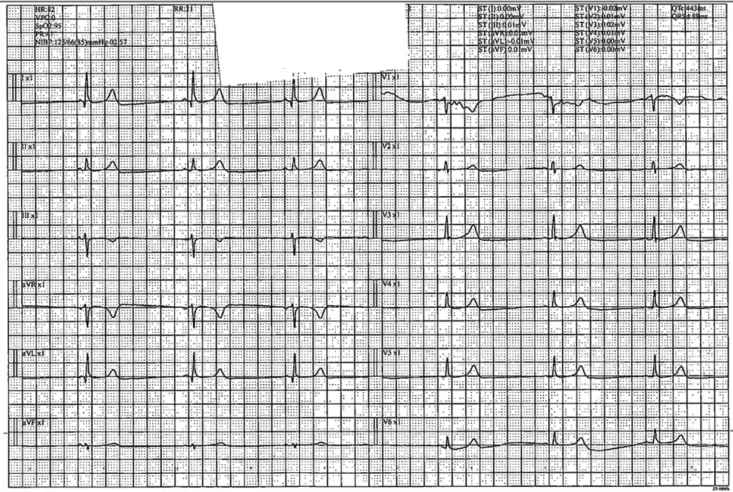 HR:42
RR:21
VPC:0
SpO2:95
PR:41
NIBP:125/66(85)mmHg-02:57
ST (I):0.00mV
ST (II):0.00mV
ST (III):0.01mV
ST (aVR):0.00mV
ST (aVL):-0.01mV
ST (aVF):0.01mV
ST (V1):-0.02mV
ST (V2):0.01mV
ST (V3):0.02mV
ST (V4):0.01mV
ST (V5):0.00mV
ST (V6):0.00mV
QTc:443ms
QRS:88ms
I x1
II x1
III x1
aVR x1
aVL x1
aVF x1
V1 x1
V2 x1
V3 x1
V4 x1
V5 x1
V6 x1